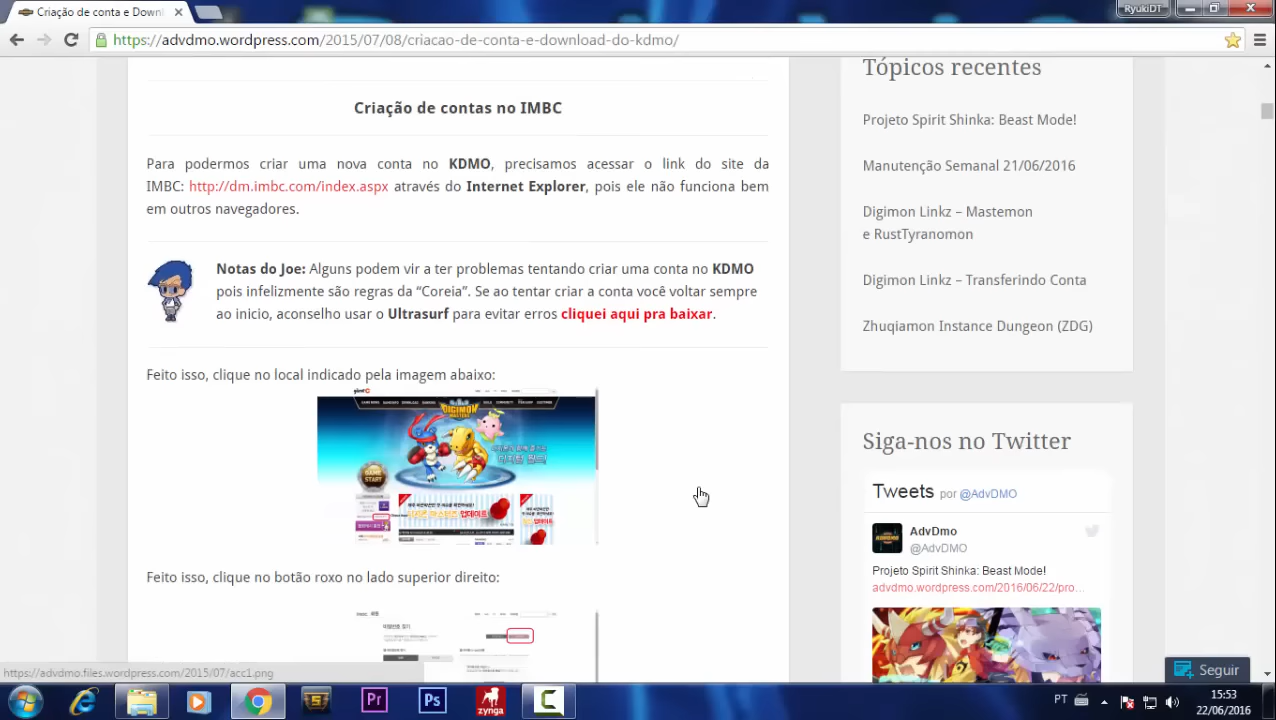 Criação de conta e Downl
RyukiDT
https://advdmo.wordpress.com/2015/07/08/criacao-de-conta-e-download-do-kdmo/
Criação de contas no IMBC
Para podermos criar uma nova conta no KDMO, precisamos acessar o link do site da
IMBC: http://dm.imbc.com/index.aspx através do Internet Explorer, pois ele não funciona bem
em outros navegadores.
Notas do Joe: Alguns podem vir a ter problemas tentando criar uma conta no KDMO
pois infelizmente são regras da “Coreia”. Se ao tentar criar a conta você voltar sempre
ao inicio, aconselho usar o Ultrasurf para evitar erros cliquei aqui pra baixar.
Feito isso, clique no local indicado pela imagem abaixo:
DIGIMON
MASTERS
GAME
START
Feito isso, clique no botão roxo no lado superior direito:
Tópicos recentes
Projeto Spirit Shinka: Beast Mode!
Manutenção Semanal 21/06/2016
Digimon Linkz – Mastemon
e RustTyranomon
Digimon Linkz – Transferindo Conta
Zhuqiamon Instance Dungeon (ZDG)
Siga-nos no Twitter
Tweets por @AdvDMO
AdvDmo
@AdvDMO
Projeto Spirit Shinka: Beast Mode!
advdmo.wordpress.com/2016/06/22/pro…
Seguir
https://advdmo.files.wordpress.com/2015/07/acc1.png
Pr
Ps
zynga
PT
15:53
22/06/2016